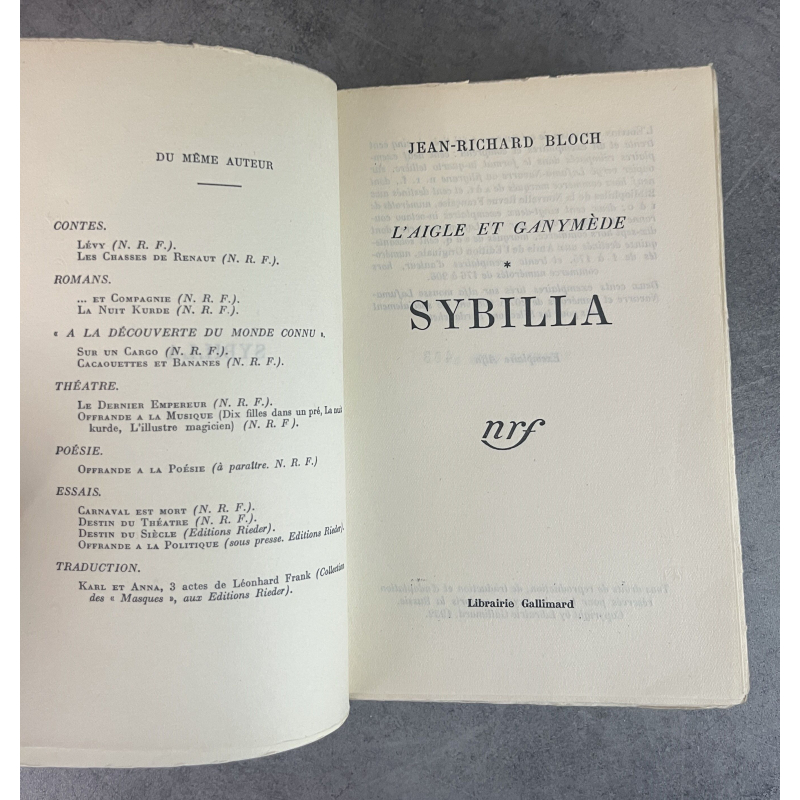 DU MÊME AUTEUR
CONTES.
LÉVY (N. R. F.).
LES CHASSES DE RENAUT (N. R. F.).
ROMANS.
... ET COMPAGNIE (N. R. F.).
LA NUIT KURDE (N. R. F.).
« A LA DÉCOUVERTE DU MONDE CONNU ».
SUR UN CARGO (N. R. F.).
CACAOUETTES ET BANANES (N. R. F.).
THÉATRE.
LE DERNIER EMPEREUR (N. R. F.).
OFFRANDE A LA MUSIQUE (Dix filles dans un pré, La nuit
kurde, L'illustre magicien) (N. R. F.).
POÉSIE.
OFFRANDE A LA POÉSIE (à paraître. N. R. F.)
ESSAIS.
CARNAVAL EST MORT (N. R. F.).
DESTIN DU THÉATRE (N. R. F.).
DESTIN DU SIÈCLE (Editions Rieder).
OFFRANDE A LA POLITIQUE (sous presse. Editions Rieder).
TRADUCTION.
KARL ET ANNA, 3 actes de Léonhard Frank (Collection
des « Masques », aux Editions Rieder).
JEAN-RICHARD BLOCH
L'AIGLE ET GANYMÈDE
*
SYBILLA
nrf
Librairie Gallimard